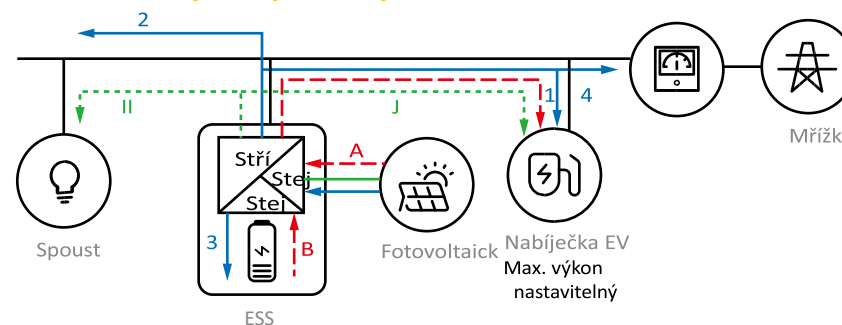 2
II
J
1
4
Stří
Stej
Stej
A
3
B
Mřížk
Spoust
Fotovoltaick
Nabíječka EV
Max. výkon
nastavitelný
ESS